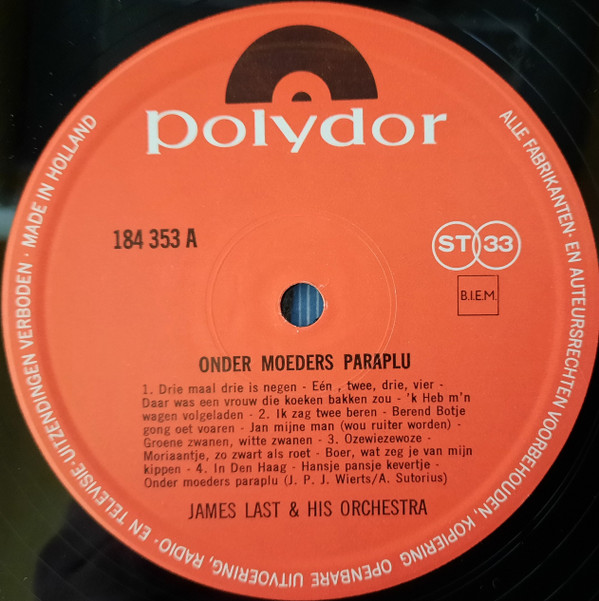 polydor
MADE IN HOLLAND
ALLE FABRIKANTEN- EN AUTEURSRECHTEN VOORBEHOUDEN, KOPIERING OPENBARE UITVOERING, RADIO- EN TELEVISIE-UITZENDINGEN VERBODEN ·
184 353 A
ST 33
B.I.E.M.
ONDER MOEDERS PARAPLU
1. Drie maal drie is negen - Eén , twee, drie, vier -
Daar was een vrouw die koeken bakken zou - 'k Heb m'n
wagen volgeladen - 2. Ik zag twee beren - Berend Botje
gong oet voaren - Jan mijne man (wou ruiter worden) -
Groene zwanen, witte zwanen - 3. Ozewiezewoze -
Moriaantje, zo zwart als roet - Boer, wat zeg je van mijn
kippen - 4. In Den Haag - Hansje pansje kevertje -
Onder moeders paraplu (J. P. J. Wierts/A. Sutorius)
JAMES LAST & HIS ORCHESTRA